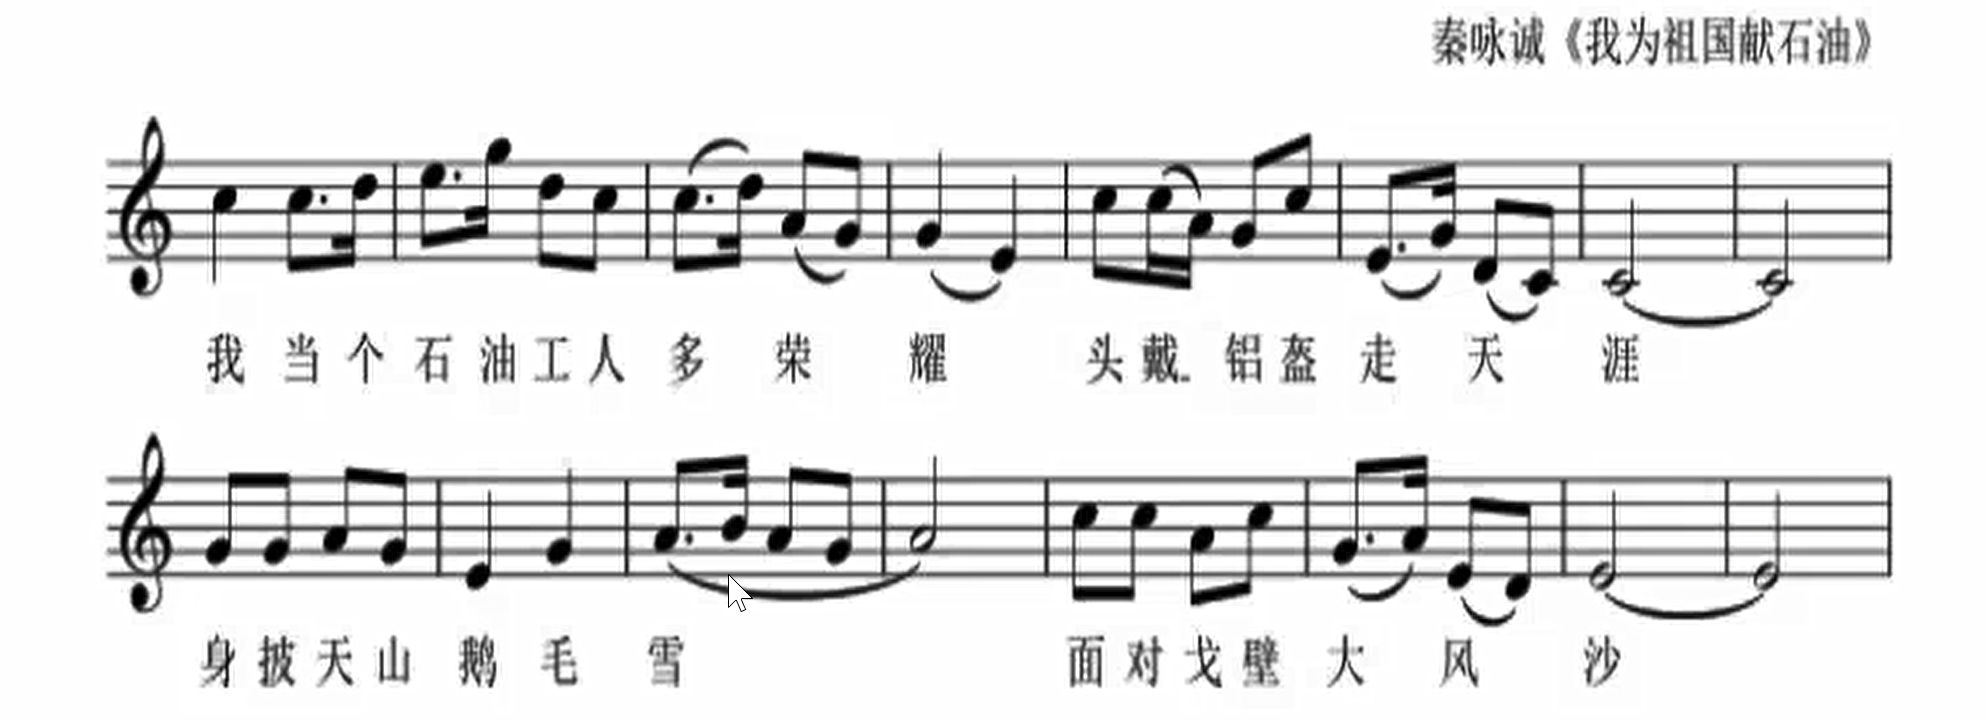 秦咏诚《我为祖国献石油》
我 当 个 石 油 工 人 多 荣 耀 头 戴. 铝 盔 走 天 涯
身 披 天 山 鹅 毛 雪 面 对 戈 壁 大 风 沙